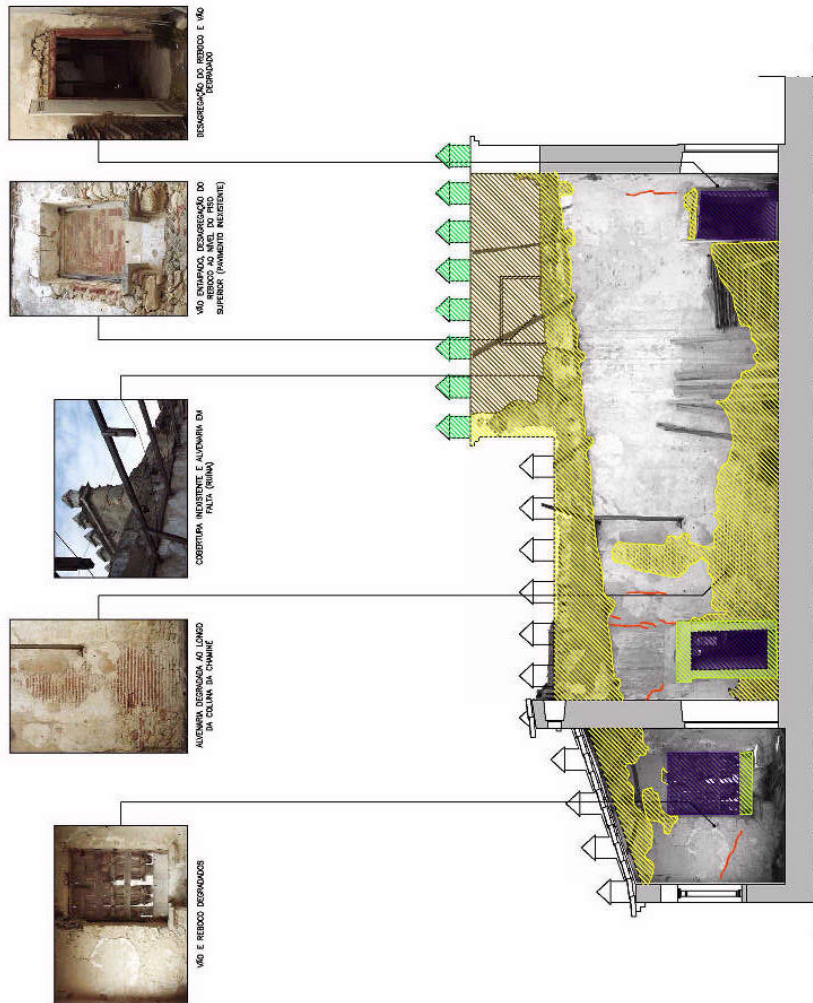 DESAGREGAÇÃO DO REBOCO E VÃO
DEGRADADO
VÃO ENTAIPADO, DESAGREGAÇÃO DO
REBOCO AO NÍVEL DO PISO
SUPERIOR (PAVIMENTO INEXISTENTE)
COBERTURA INEXISTENTE E ALVENARIA EM
FALTA (RUÍNA)
ALVENARIA DEGRADADA AO LONGO
DA COLUNA DA CHAMINÉ
VÃO E REBOCO DEGRADADOS